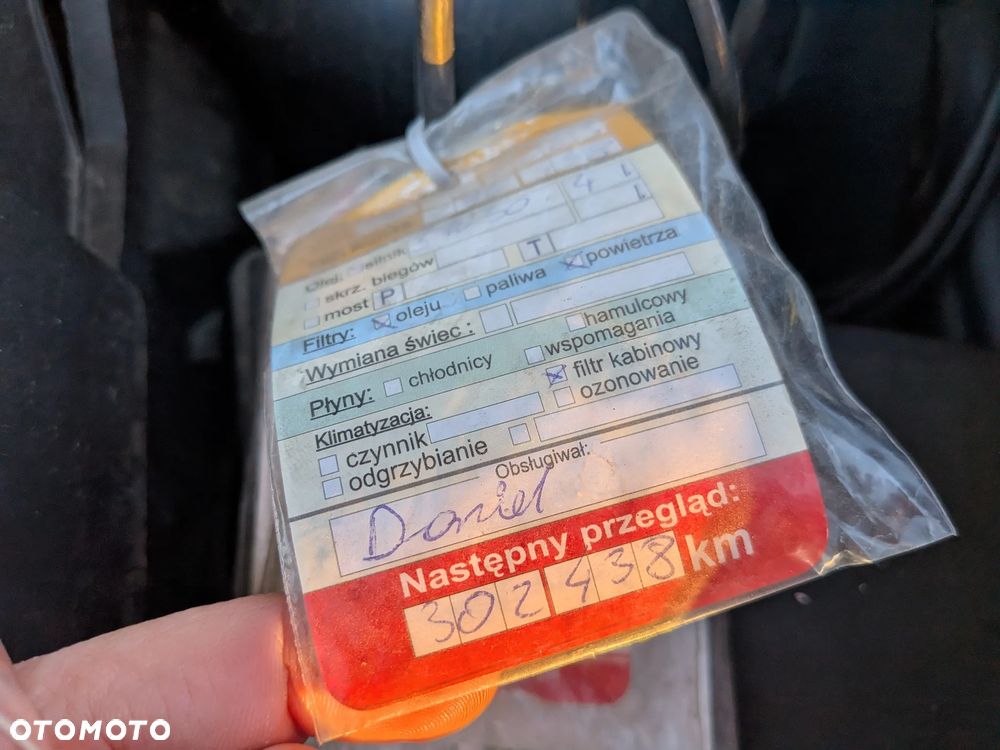 Olej: silnik 4 L
skrz. biegów L
most P T
Filtry: oleju paliwa powietrza
Wymiana świec :
Płyny: chłodnicy hamulcowy
wspomagania
Klimatyzacja: filtr kabinowy
czynnik ozonowanie
odgrzybianie
Obsługiwał:
Daniel
Następny przegląd:
302438 km
OTOMOTO